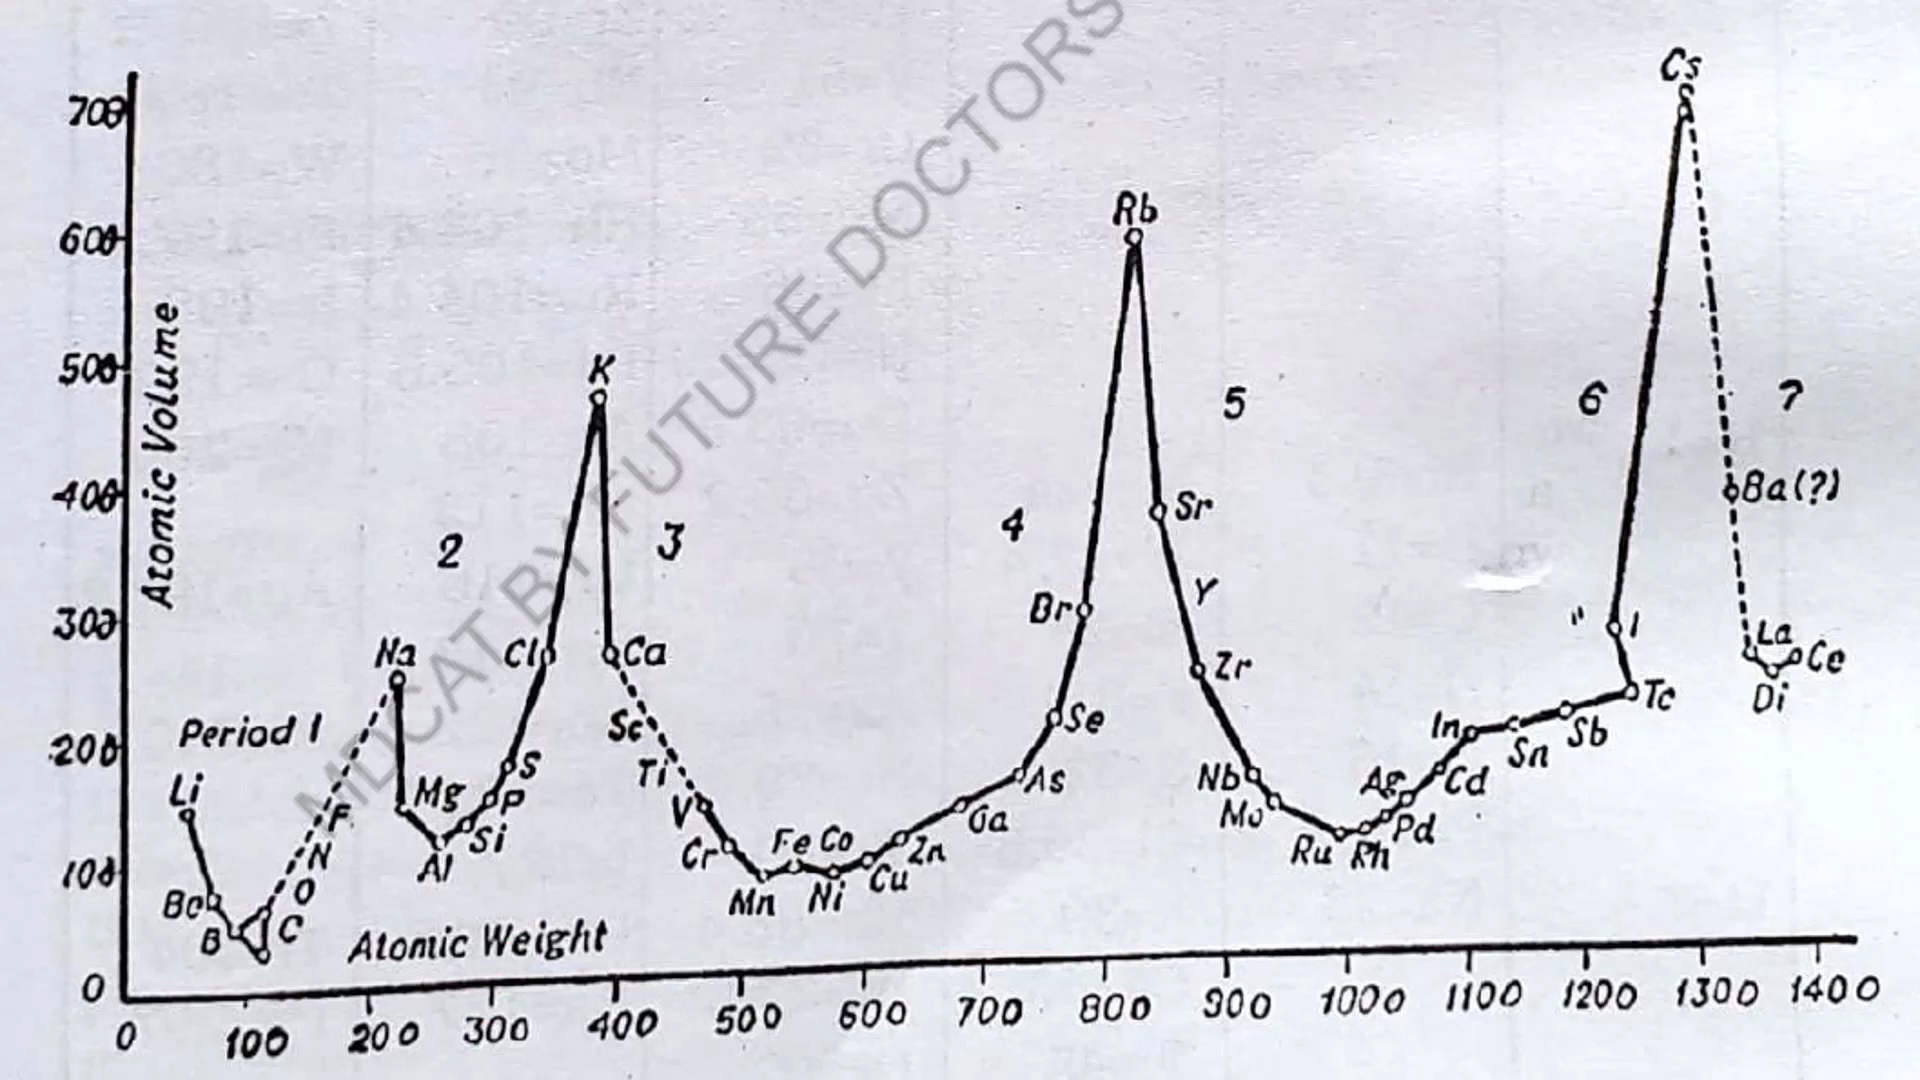 Cs
700
Rb
600
Atomic Volume
500
K
6
7
5
400
Ba(?)
Sr
4
2
3
Y
Br
300
"
I
La
Na
Cl
Ca
Zr
Ce
Di
Tc
Period 1
Sc
Se
In
Sn
Sb
200
Li
Ti
S
Mg
P
As
Nb
Ag
Cd
F
V
Si
Ga
Mo
Pd
N
Al
Cr
Fe
Co
Zn
Ru
Rh
100
O
Cu
Be
Mn
Ni
B
C
Atomic Weight
0
0 100 200 300 400 500 600 700 800 900 1000 1100 1200 1300 1400
MDCAT BY FUTURE DOCTORS